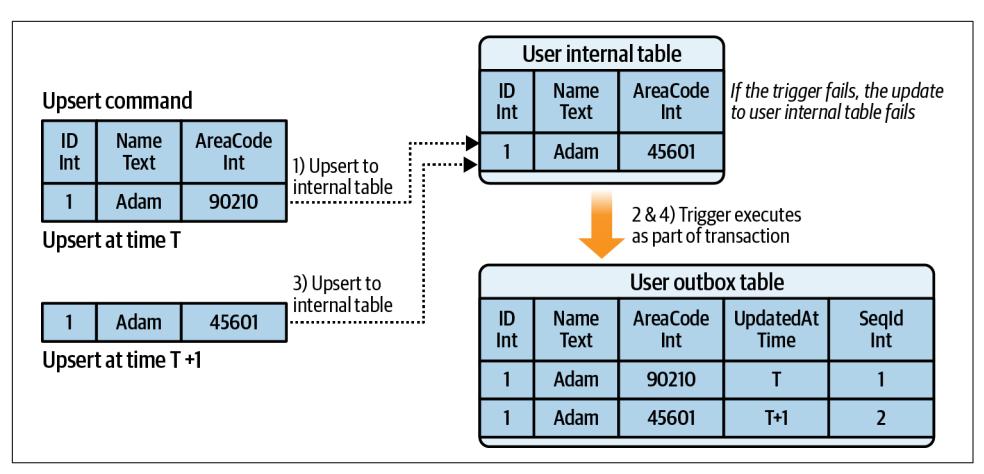 Upsert command
ID Name AreaCode
Int Text Int
1 Adam 90210
Upsert at time T
1) Upsert to
internal table
1 Adam 45601
Upsert at time T +1
3) Upsert to
internal table
User internal table
ID Name AreaCode
Int Text Int
1 Adam 45601
If the trigger fails, the update
to user internal table fails
2 & 4) Trigger executes
as part of transaction
User outbox table
ID Name AreaCode UpdatedAt SeqId
Int Text Int Time Int
1 Adam 90210 T 1
1 Adam 45601 T+1 2